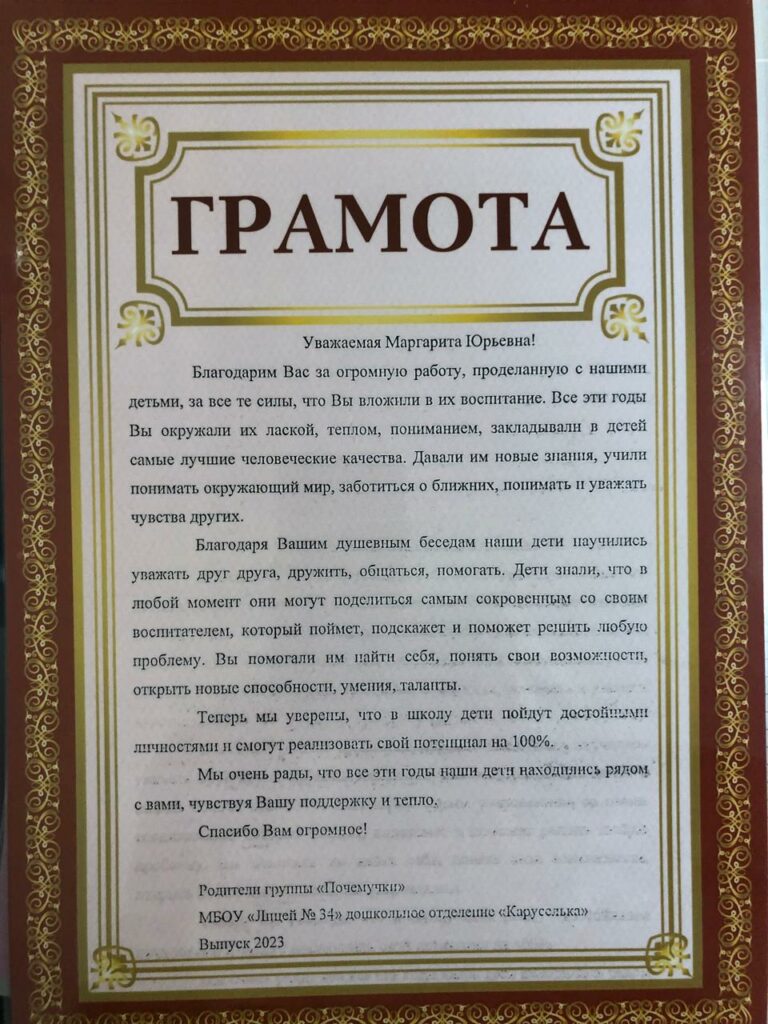 ГРАМОТА
Уважаемая Маргарита Юрьевна!
Благодарим Вас за огромную работу, проделанную с нашими
детьми, за все те силы, что Вы вложили в их воспитание. Все эти годы
Вы окружали их лаской, теплом, пониманием, закладывали в детей
самые лучшие человеческие качества. Давали им новые знания, учили
понимать окружающий мир, заботиться о ближних, понимать и уважать
чувства других.
Благодаря Вашим душевным беседам наши дети научились
уважать друг друга, дружить, общаться, помогать. Дети знали, что в
любой момент они могут поделиться самым сокровенным со своим
воспитателем, который поймет, подскажет и поможет решить любую
проблему. Вы помогали им найти себя, понять свои возможности,
открыть новые способности, умения, таланты.
Теперь мы уверены, что в школу дети пойдут достойными
личностями и смогут реализовать свой потенциал на 100%.
Мы очень рады, что все эти годы наши дети находились рядом
с вами, чувствуя Вашу поддержку и тепло.
Спасибо Вам огромное!
Родители группы «Почемучки»
МБОУ «Лицей № 34» дошкольное отделение «Каруселька»
Выпуск 2023